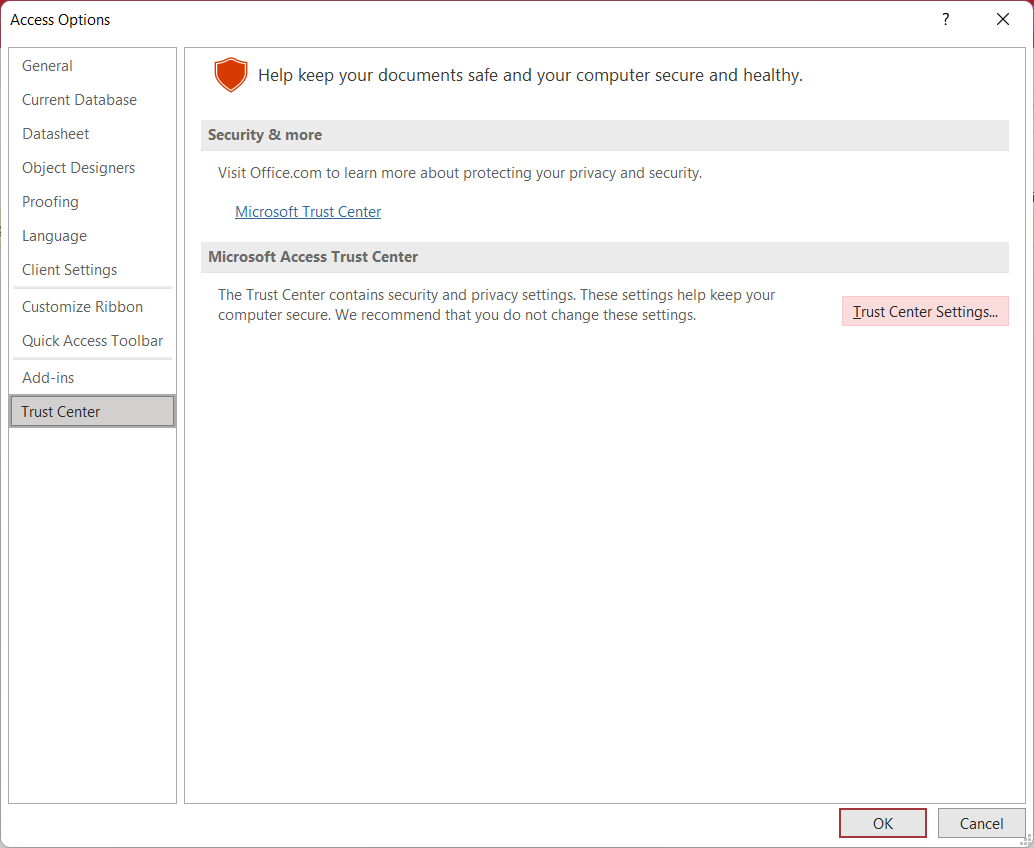 Access Options
?
General
Current Database
Datasheet
Object Designers
Proofing
Language
Client Settings
Customize Ribbon
Quick Access Toolbar
Add-ins
Trust Center
Help keep your documents safe and your computer secure and healthy.
Security & more
Visit Office.com to learn more about protecting your privacy and security.
Microsoft Trust Center
Microsoft Access Trust Center
The Trust Center contains security and privacy settings. These settings help keep your
computer secure. We recommend that you do not change these settings.
Trust Center Settings...
OK
Cancel